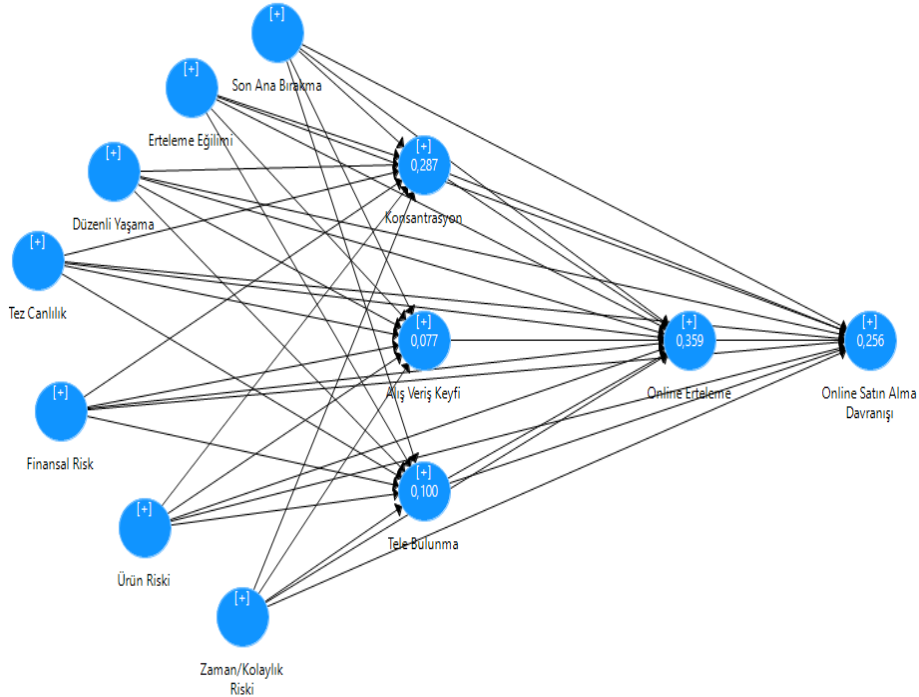 [+]
Son Ana Bırakma
[+]
Erteleme Eğilimi
[+]
Düzenli Yaşama
[+]
0,287
Konsantrasyon
[+]
Tez Canlılık
[+]
0,077
Alış Veriş Keyfi
[+]
0,359
Online Erteleme
[+]
0,256
Online Satın Alma
Davranışı
[+]
Finansal Risk
[+]
0,100
Tele Bulunma
[+]
Ürün Riski
[+]
Zaman/Kolaylık
Riski